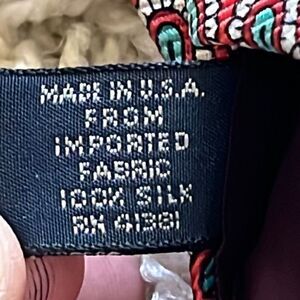 MADE IN U.S.A.
FROM
IMPORTED
FABRIC
100% SILK
RN 41381